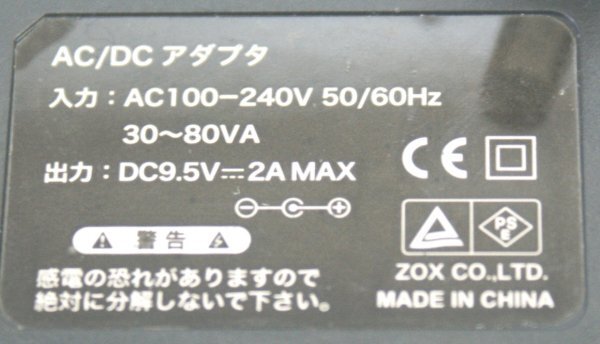 AC/DC アダプタ
入力：AC100-240V 50/60Hz
30〜80VA
出力：DC9.5V⎓2A MAX
CE
PSE
警告
感電の恐れがありますので
絶対に分解しないで下さい。
ZOX CO.,LTD.
MADE IN CHINA